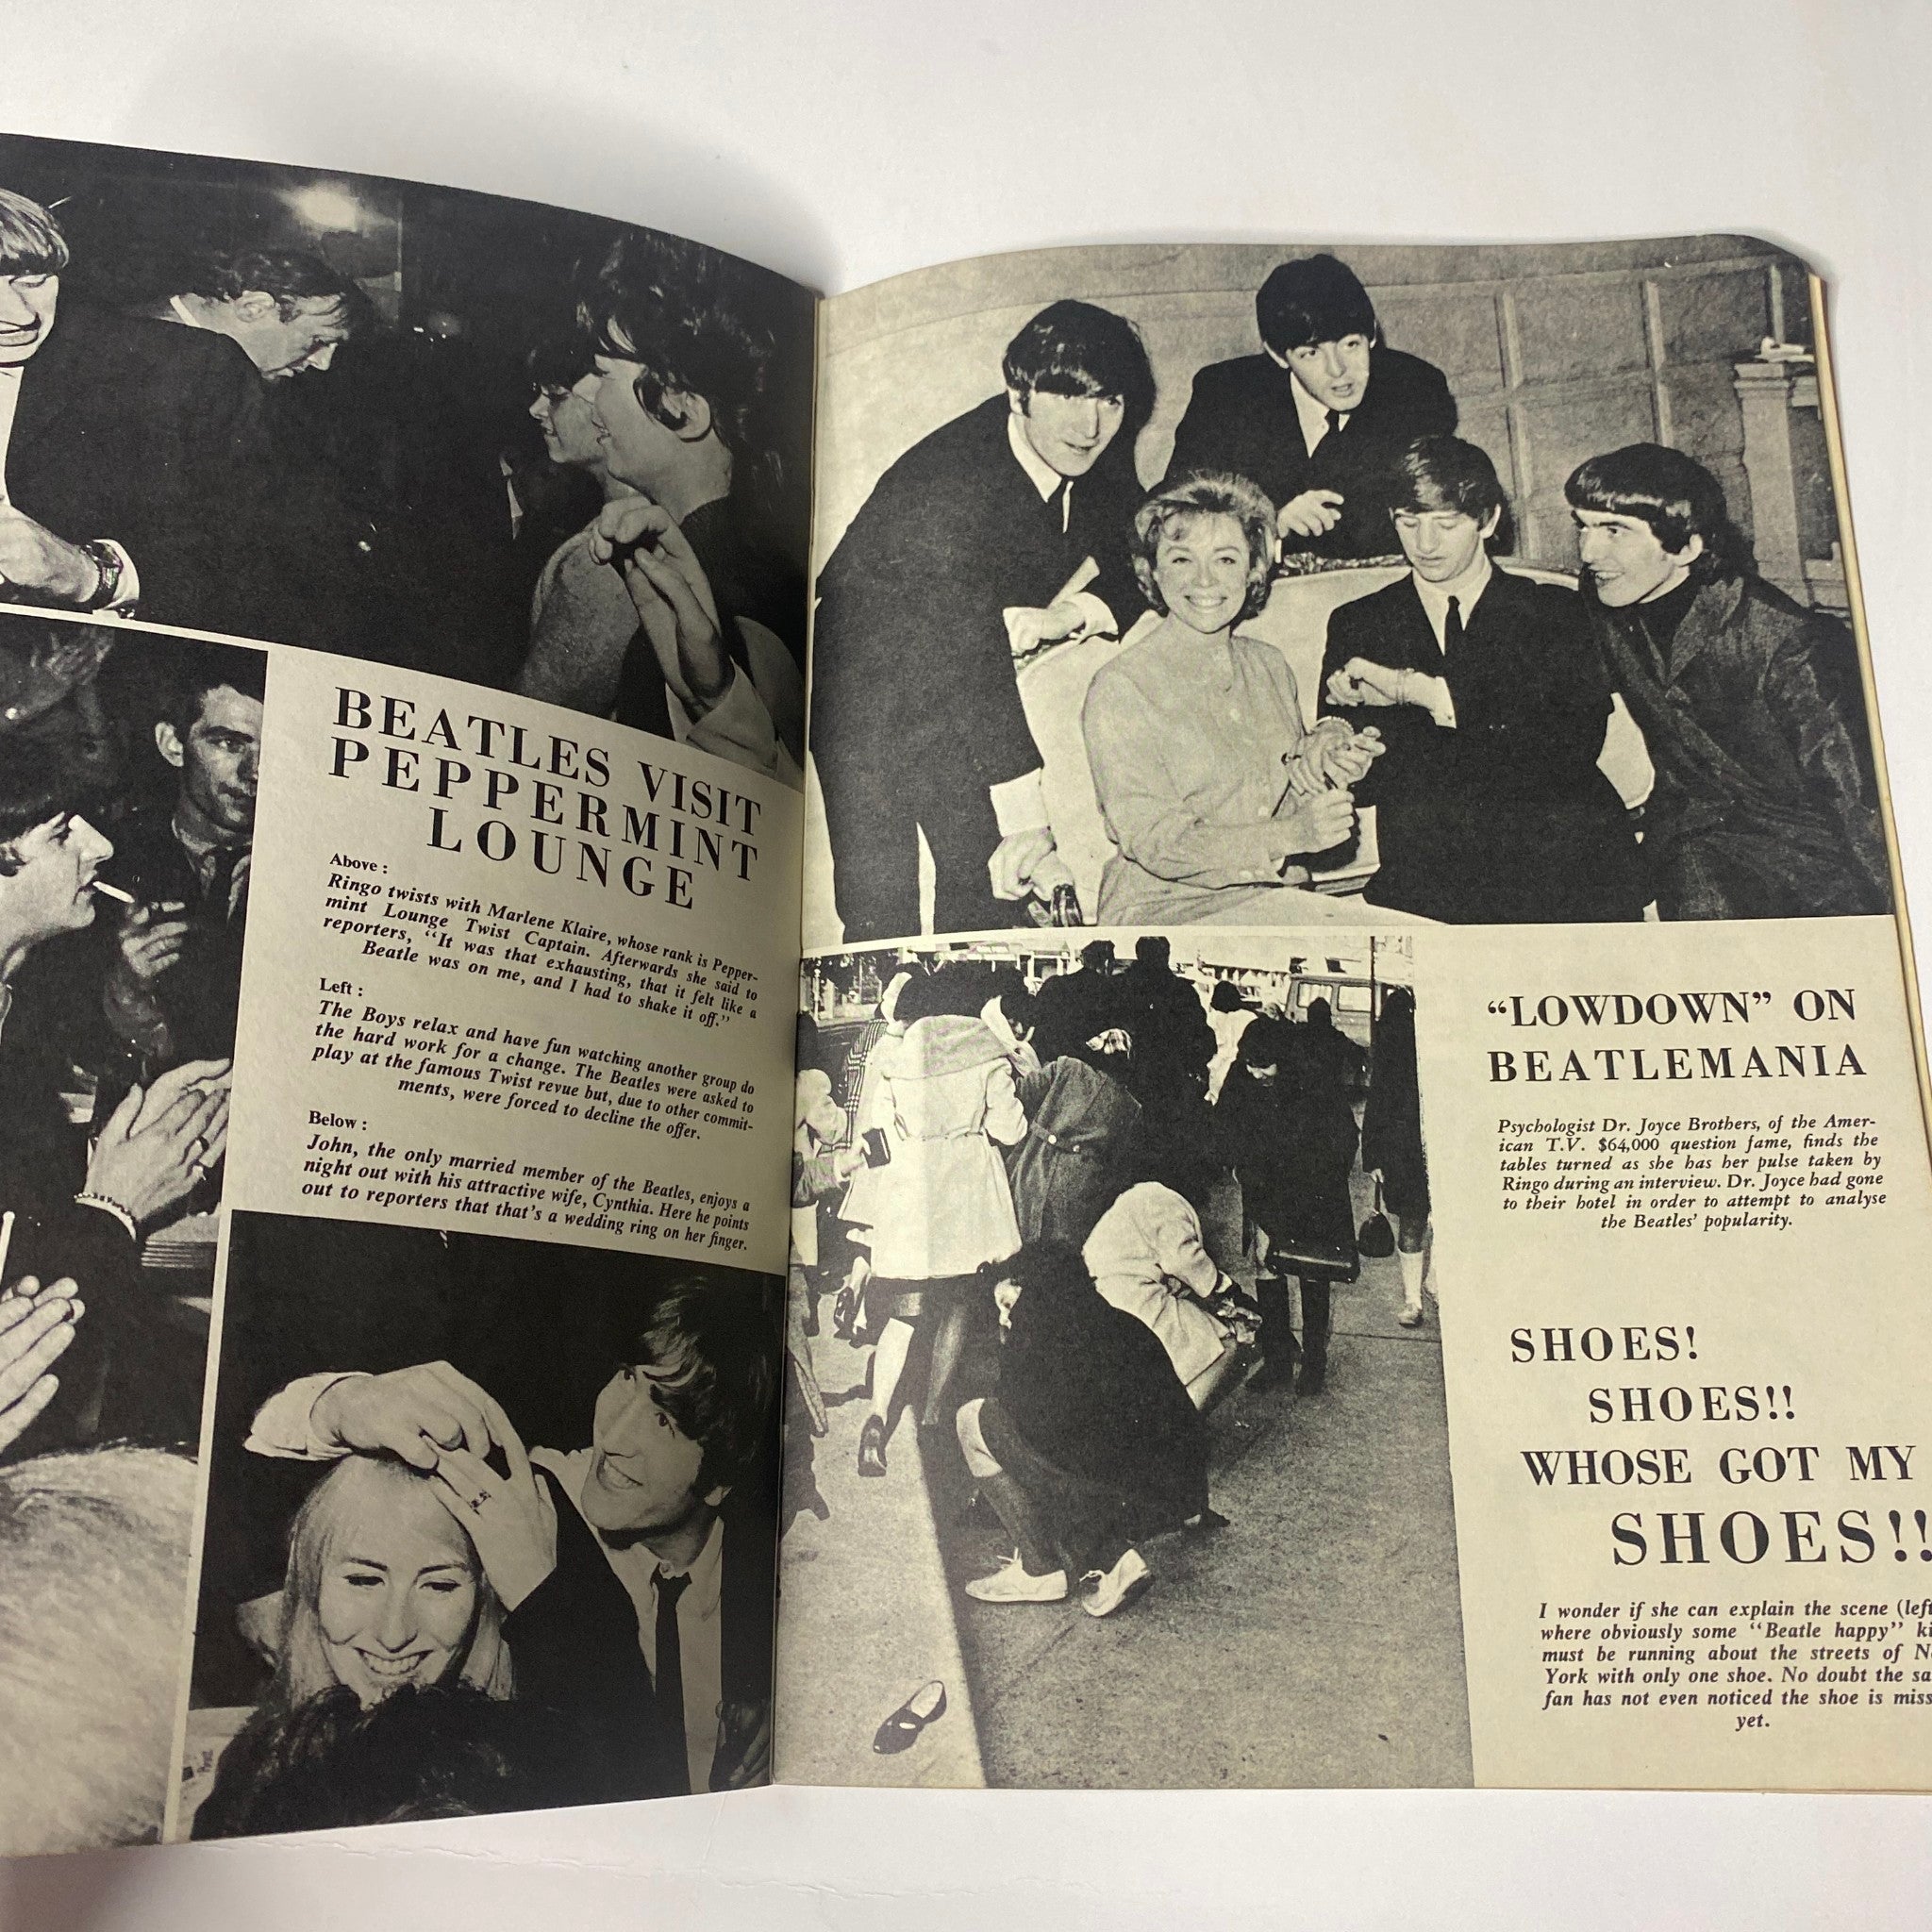 BEATLES VISIT
PEPPERMINT
LOUNGE
Above :
Ringo twists with Marlene Klaire, whose rank is Pepper-
mint Lounge Twist Captain. Afterwards she said to
reporters, “It was that exhausting, that it felt like a
Beatle was on me, and I had to shake it off.”
Left :
The Boys relax and have fun watching another group do
the hard work for a change. The Beatles were asked to
play at the famous Twist revue but, due to other commit-
ments, were forced to decline the offer.
Below :
John, the only married member of the Beatles, enjoys a
night out with his attractive wife, Cynthia. Here he points
out to reporters that that’s a wedding ring on her finger.
“LOWDOWN” ON
BEATLEMANIA
Psychologist Dr. Joyce Brothers, of the Amer-
ican T.V. $64,000 question fame, finds the
tables turned as she has her pulse taken by
Ringo during an interview. Dr. Joyce had gone
to their hotel in order to attempt to analyse
the Beatles’ popularity.
SHOES!
SHOES!!
WHOSE GOT MY
SHOES!!
I wonder if she can explain the scene (left
where obviously some “Beatle happy”
must be running about the streets of
York with only one shoe. No doubt the
fan has not even noticed the shoe is
yet.